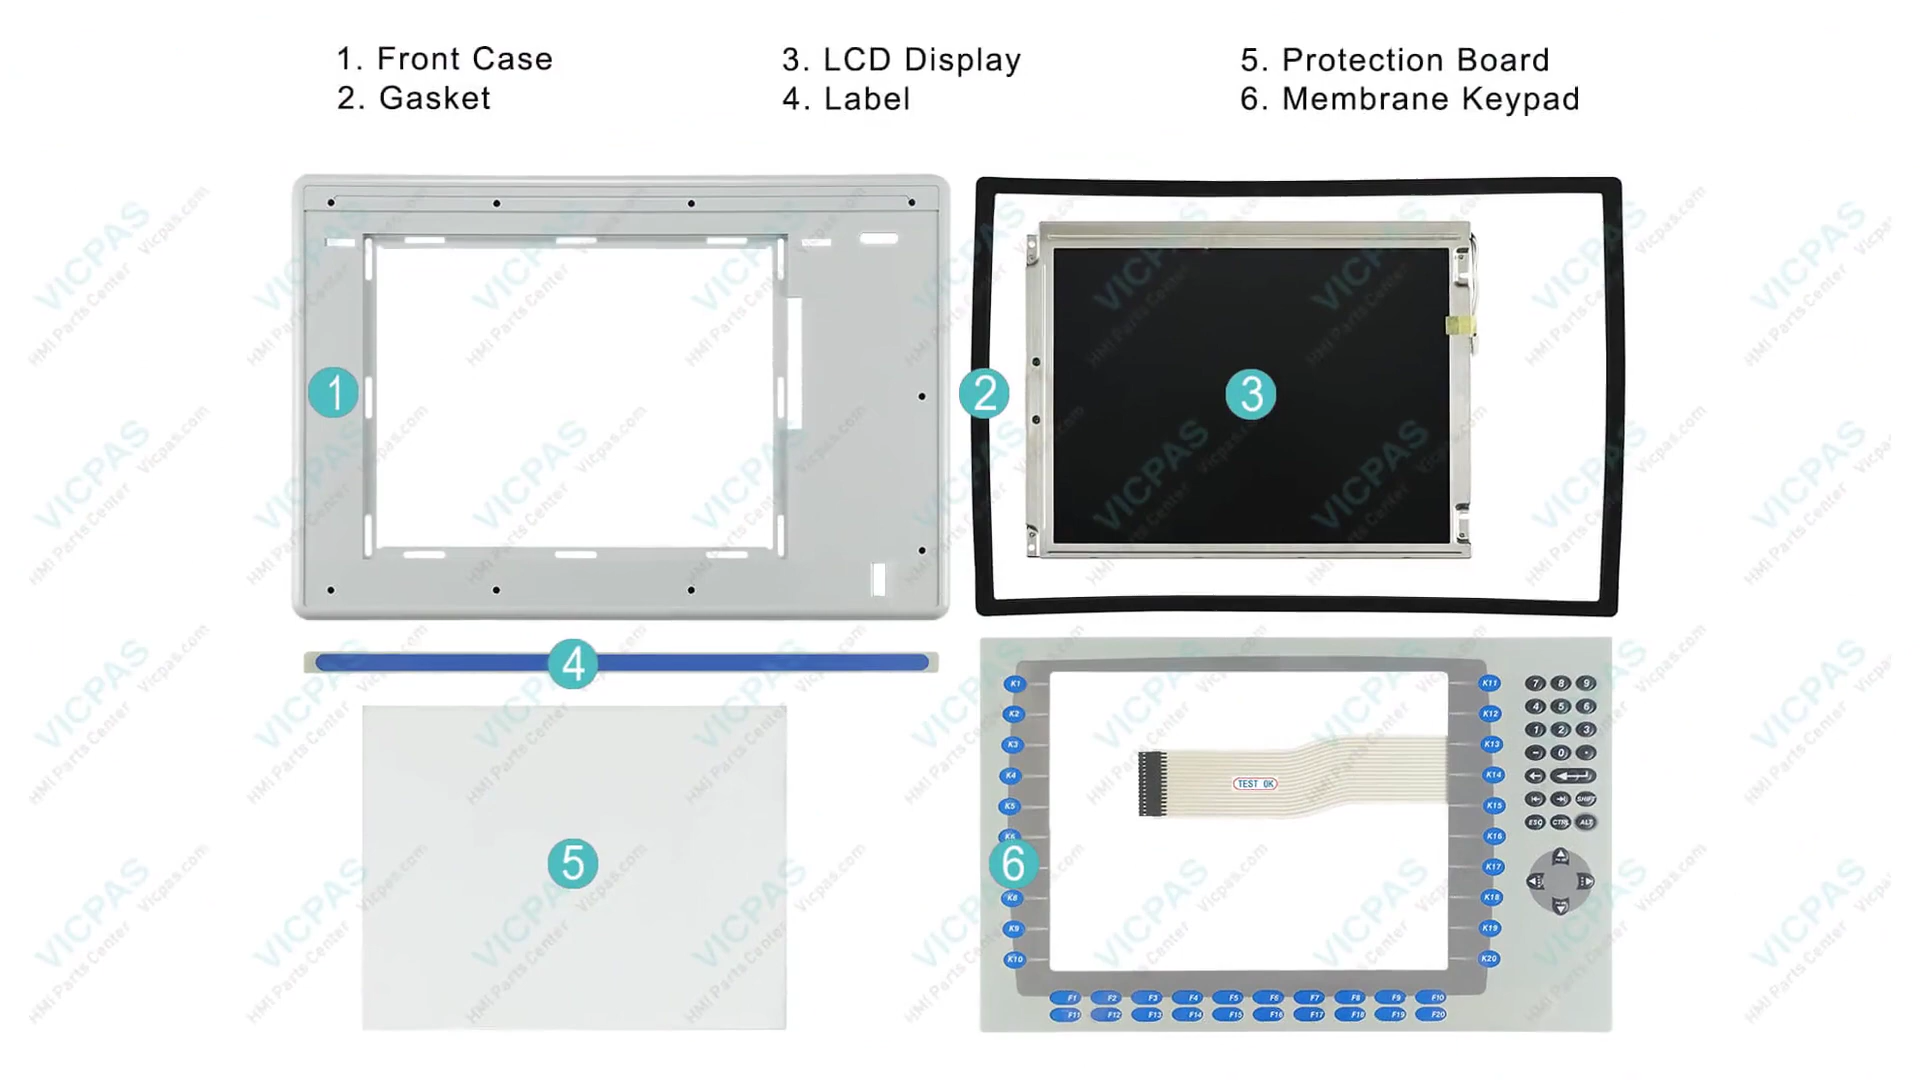 1. Front Case
2. Gasket
3. LCD Display
4. Label
5. Protection Board
6. Membrane Keypad
1
2
3
4
5
6
VICPAS
Vicpas.com
HMI Parts Center
TEST OK
K1
K2
K3
K4
K5
K6
K8
K9
K10
K11
K12
K13
K14
K15
K16
K17
K18
K19
K20
7 8 9
4 5 6
1 2 3
- 0 .
SHIFT
ESC CTRL ALT
F1 F2 F3 F4 F5 F6 F7 F8 F9 F10
F11 F12 F13 F14 F15 F16 F17 F18 F19 F20